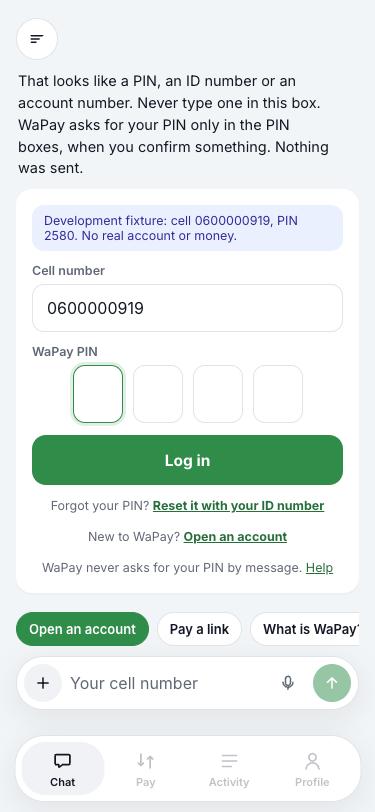 That looks like a PIN, an ID number or an
account number. Never type one in this box.
WaPay asks for your PIN only in the PIN
boxes, when you confirm something. Nothing
was sent.
Development fixture: cell 0600000919, PIN
2580. No real account or money.
Cell number
0600000919
WaPay PIN
Log in
Forgot your PIN? Reset it with your ID number
New to WaPay? Open an account
WaPay never asks for your PIN by message. Help
Open an account Pay a link What is WaPay?
Your cell number
Chat Pay Activity Profile